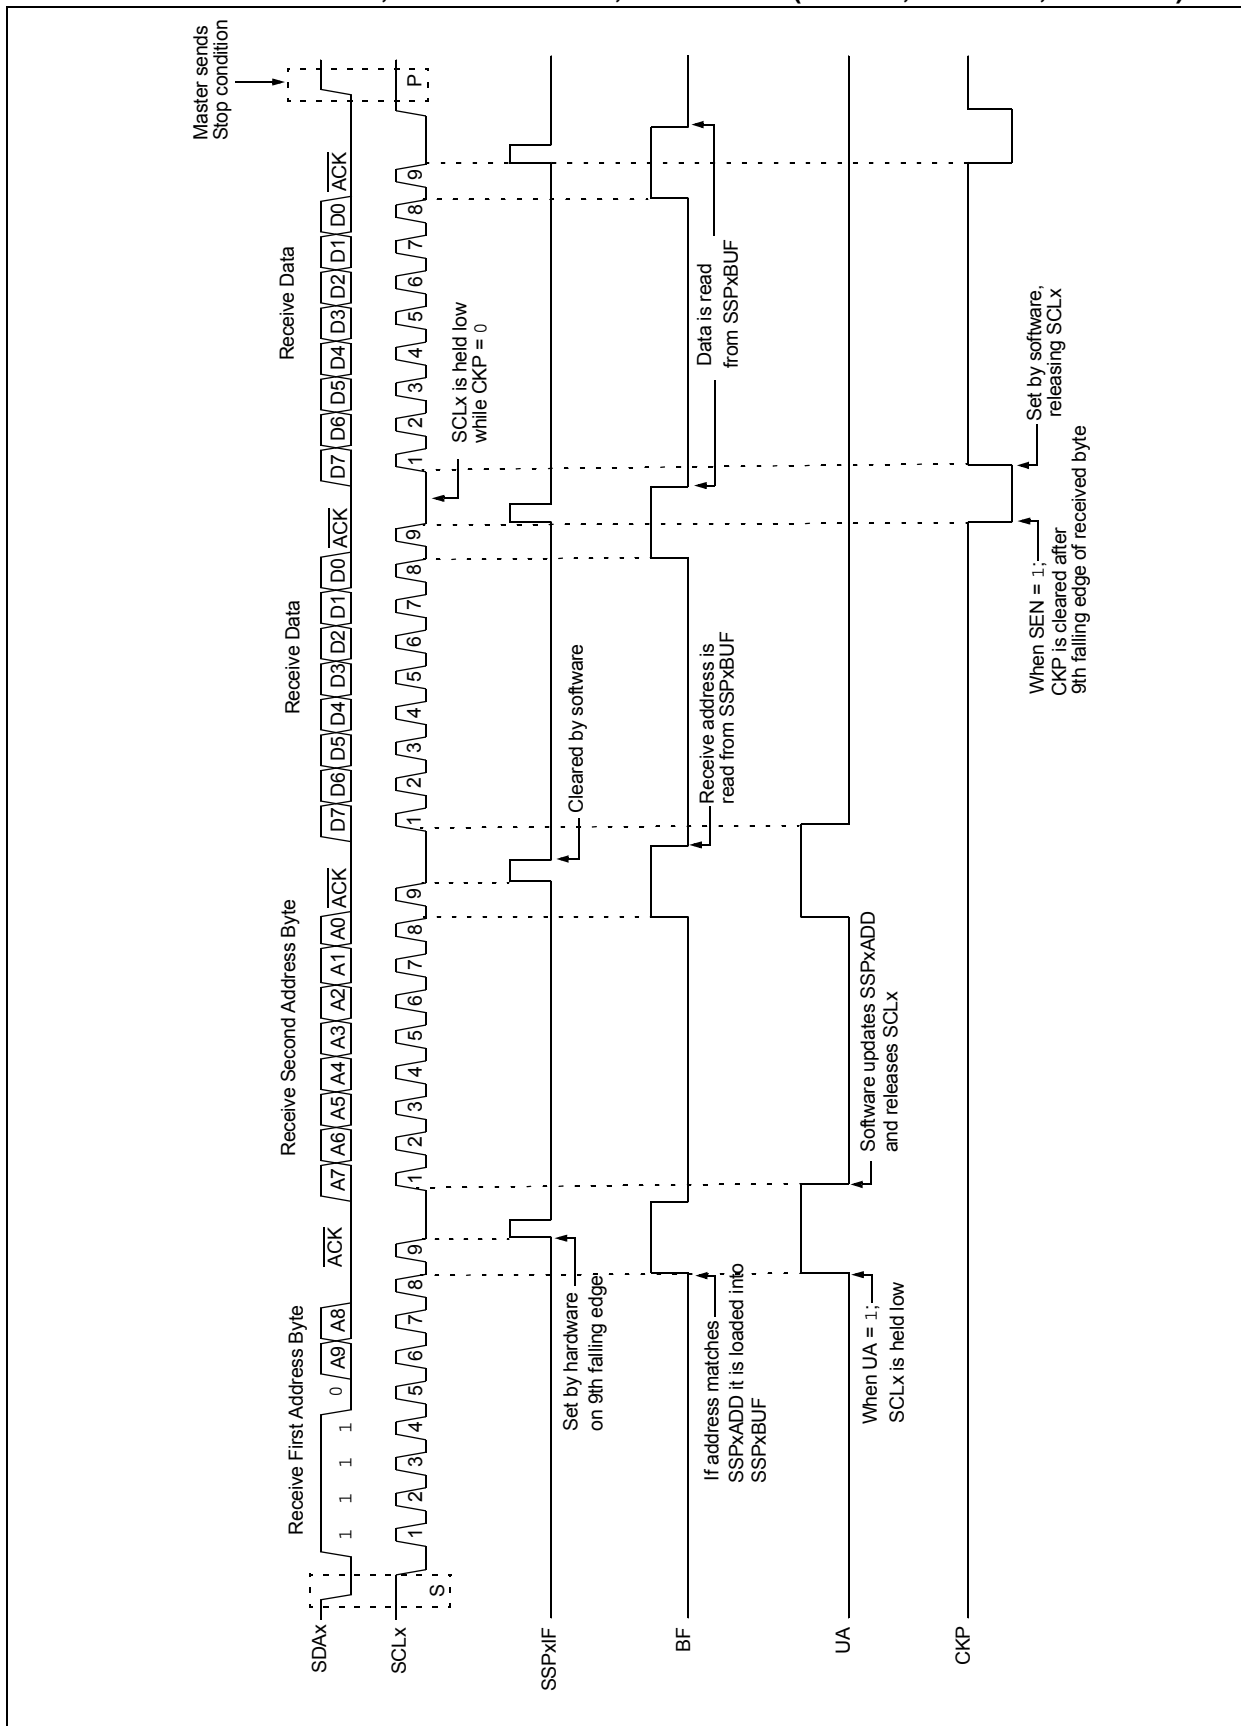 Master sends
Stop condition
Receive First Address Byte
Receive Second Address Byte
Receive Data
Receive Data
SDAx
1 1 1 1 0 A9 A8 ACK A7 A6 A5 A4 A3 A2 A1 A0 ACK D7 D6 D5 D4 D3 D2 D1 D0 ACK D7 D6 D5 D4 D3 D2 D1 D0 ACK
SCLx
S 1 2 3 4 5 6 7 8 9 1 2 3 4 5 6 7 8 9 1 2 3 4 5 6 7 8 9 1 2 3 4 5 6 7 8 9 P
SCLx is held low
while CKP = 0
SSPxIF
Set by hardware
on 9th falling edge
Cleared by software
BF
If address matches
SSPxADD it is loaded into
SSPxBUF
Receive address is
read from SSPxBUF
Data is read
from SSPxBUF
UA
When UA = 1;
SCLx is held low
Software updates SSPxADD
and releases SCLx
CKP
When SEN = 1;
CKP is cleared after
9th falling edge of received byte
Set by software,
releasing SCLx